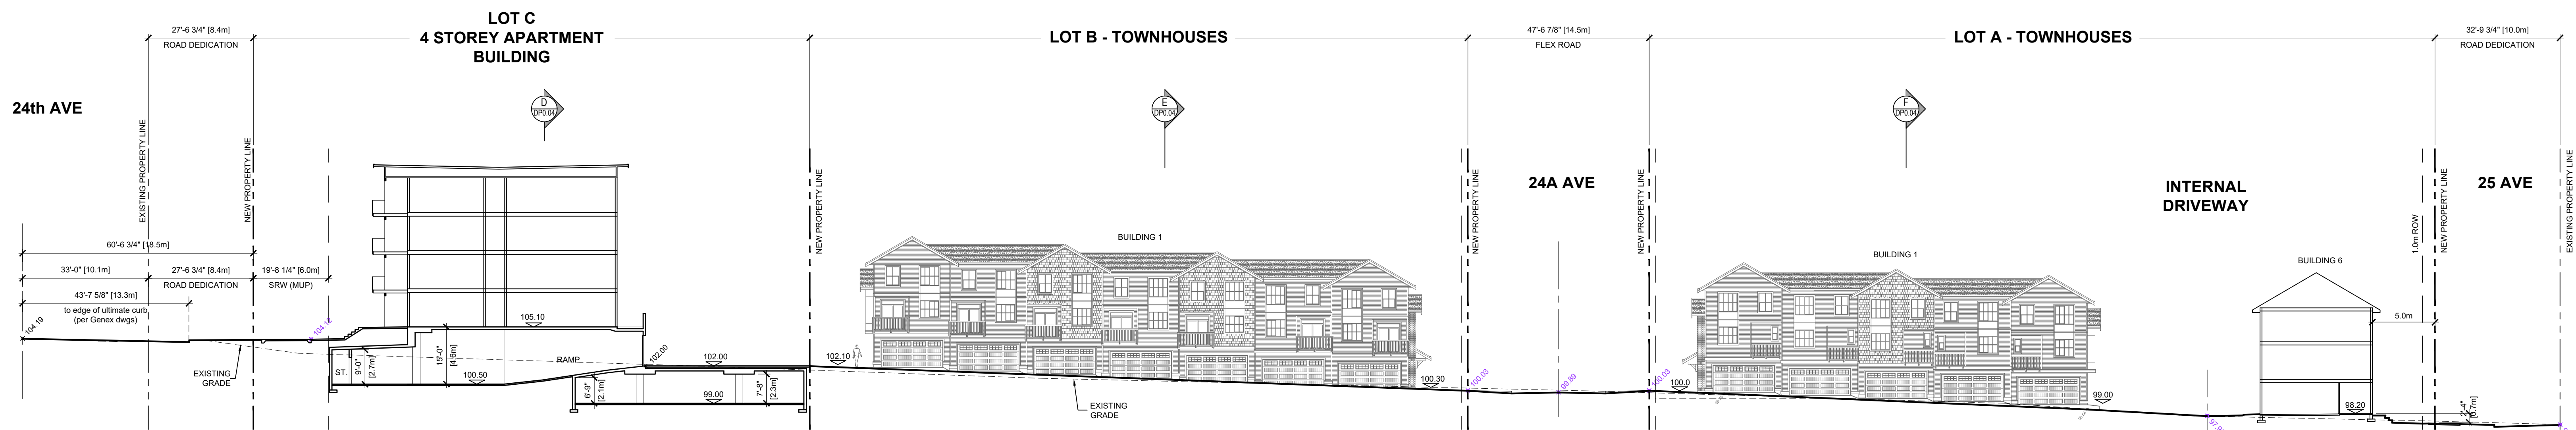 LOT C
4 STOREY APARTMENT
BUILDING
27'-6 3/4" [8.4m]
ROAD DEDICATION
LOT B - TOWNHOUSES
47'-6 7/8" [14.5m]
FLEX ROAD
LOT A - TOWNHOUSES
32'-9 3/4" [10.0m]
ROAD DEDICATION
24th AVE
D
DP0.04
E
DP0.04
F
DP0.04
EXISTING PROPERTY LINE
NEW PROPERTY LINE
NEW PROPERTY LINE
NEW PROPERTY LINE
24A AVE
NEW PROPERTY LINE
INTERNAL
DRIVEWAY
1.0m ROW
NEW PROPERTY LINE
25 AVE
EXISTING PROPERTY LINE
60'-6 3/4" [18.5m]
33'-0" [10.1m]
27'-6 3/4" [8.4m]
ROAD DEDICATION
19'-8 1/4" [6.0m]
SRW (MUP)
43'-7 5/8" [13.3m]
to edge of ultimate curb
(per Genex dwgs)
BUILDING 1
BUILDING 1
BUILDING 6
5.0m
104.19
104.12
105.10
EXISTING
GRADE
ST.
9'-0"
[2.7m]
15'-0"
[4.6m]
100.50
RAMP
102.00
102.00
6'-9"
[2.1m]
99.00
7'-8"
[2.3m]
102.10
EXISTING
GRADE
100.30
100.03
99.89
100.03
100.0
99.00
98.20
2'-4"
[0.7m]